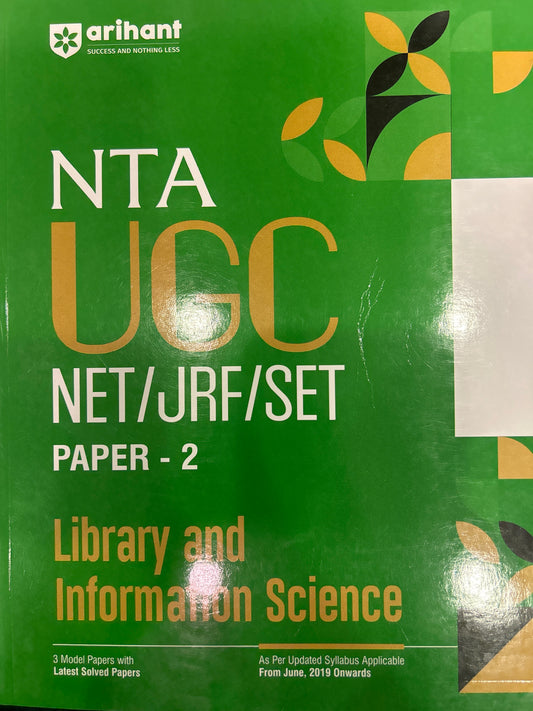 arihant
SUCCESS AND NOTHING LESS
NTA
UGC
NET/JRF/SET
PAPER - 2
Library and
Information Science
3 Model Papers with
Latest Solved Papers
As Per Updated Syllabus Applicable
From June, 2019 Onwards